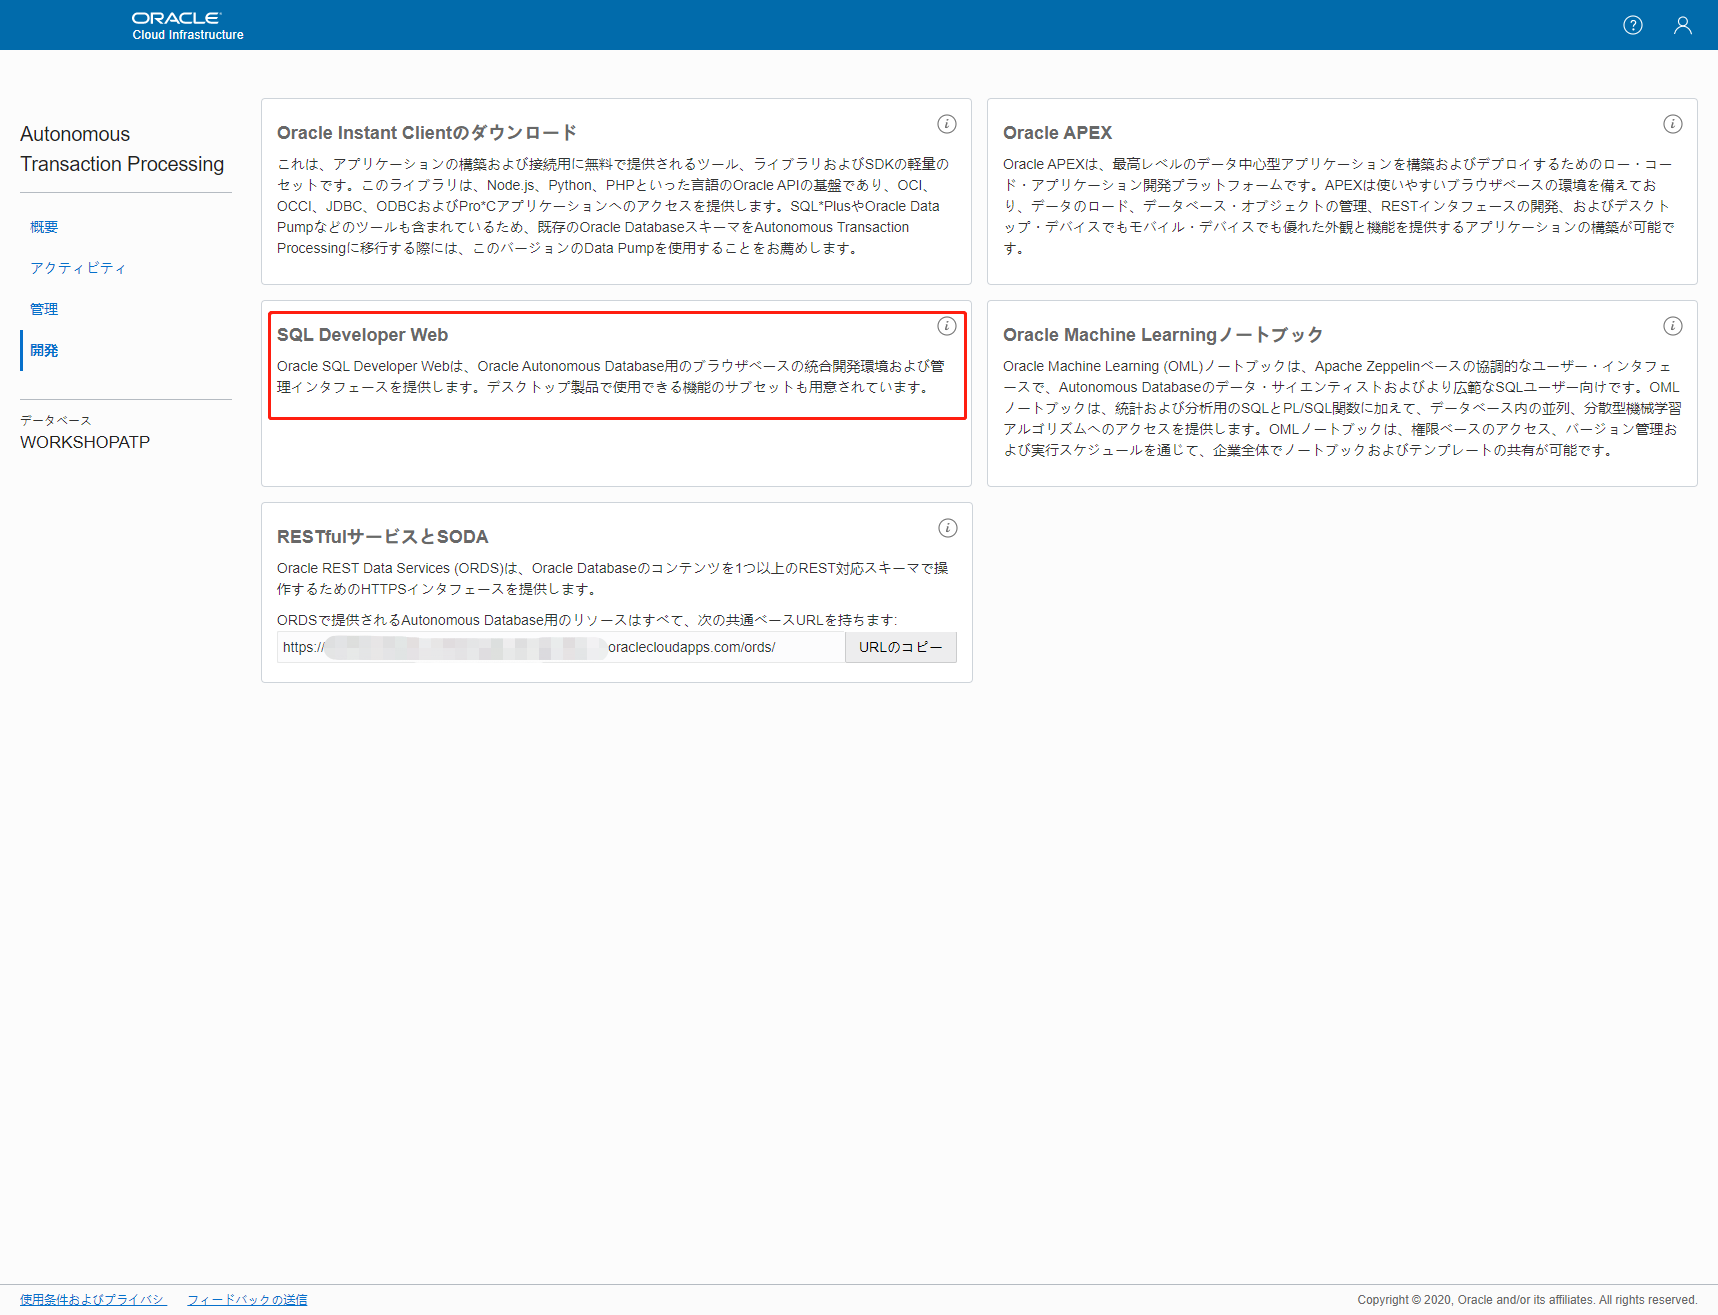 ORACLE
Cloud Infrastructure
Autonomous
Transaction Processing
概要
アクティビティ
管理
開発
データベース
WORKSHOPATP
Oracle Instant Clientのダウンロード
これは、アプリケーションの構築および接続用に無料で提供されるツール、ライブラリおよびSDKの軽量の
セットです。このライブラリは、Node.js、Python、PHPといった言語のOracle APIの基盤であり、OCI、
OCCI、JDBC、ODBCおよびPro*Cアプリケーションへのアクセスを提供します。SQL*PlusやOracle Data
Pumpなどのツールも含まれているため、既存のOracle DatabaseスキーマをAutonomous Transaction
Processingに移行する際には、このバージョンのData Pumpを使用することをお薦めします。
Oracle APEX
Oracle APEXは、最高レベルのデータ中心型アプリケーションを構築およびデプロイするためのロー・コー
ド・アプリケーション開発プラットフォームです。APEXは使いやすいブラウザベースの環境を備えてお
り、データのロード、データベース・オブジェクトの管理、RESTインタフェースの開発、およびデスクト
ップ・デバイスでもモバイル・デバイスでも優れた外観と機能を提供するアプリケーションの構築が可能で
す。
SQL Developer Web
Oracle SQL Developer Webは、Oracle Autonomous Database用のブラウザベースの統合開発環境および管
理インタフェースを提供します。デスクトップ製品で使用できる機能のサブセットも用意されています。
Oracle Machine Learningノートブック
Oracle Machine Learning (OML)ノートブックは、Apache Zeppelinベースの協調的なユーザー・インタフェ
ースで、Autonomous Databaseのデータ・サイエンティストおよびより広範なSQLユーザー向けです。OML
ノートブックは、統計および分析用のSQLとPL/SQL関数に加えて、データベース内の並列、分散型機械学習
アルゴリズムへのアクセスを提供します。OMLノートブックは、権限ベースのアクセス、バージョン管理お
よび実行スケジュールを通じて、企業全体でノートブックおよびテンプレートの共有が可能です。
RESTfulサービスとSODA
Oracle REST Data Services (ORDS)は、Oracle Databaseのコンテンツを1つ以上のREST対応スキーマで操
作するためのHTTPSインタフェースを提供します。
ORDSで提供されるAutonomous Database用のリソースはすべて、次の共通ベースURLを持ちます:
https:// oraclecloudapps.com/ords/ URLのコピー
使用条件およびプライバシ フィードバックの送信
Copyright © 2020, Oracle and/or its affiliates. All rights reserved.